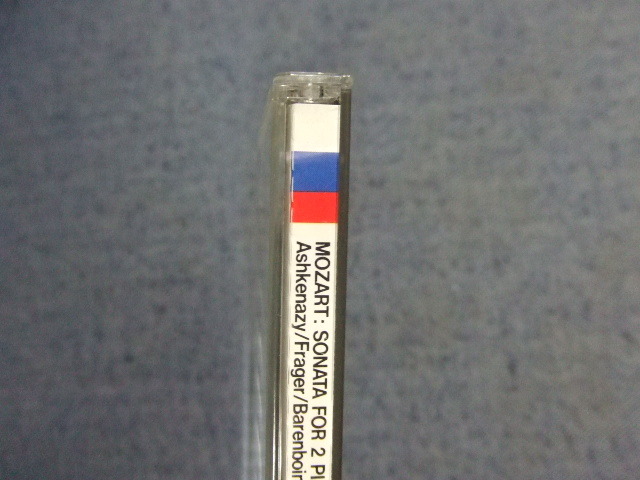 MOZART: SONATA FOR 2 PI
Ashkenazy/Frager/Barenboi